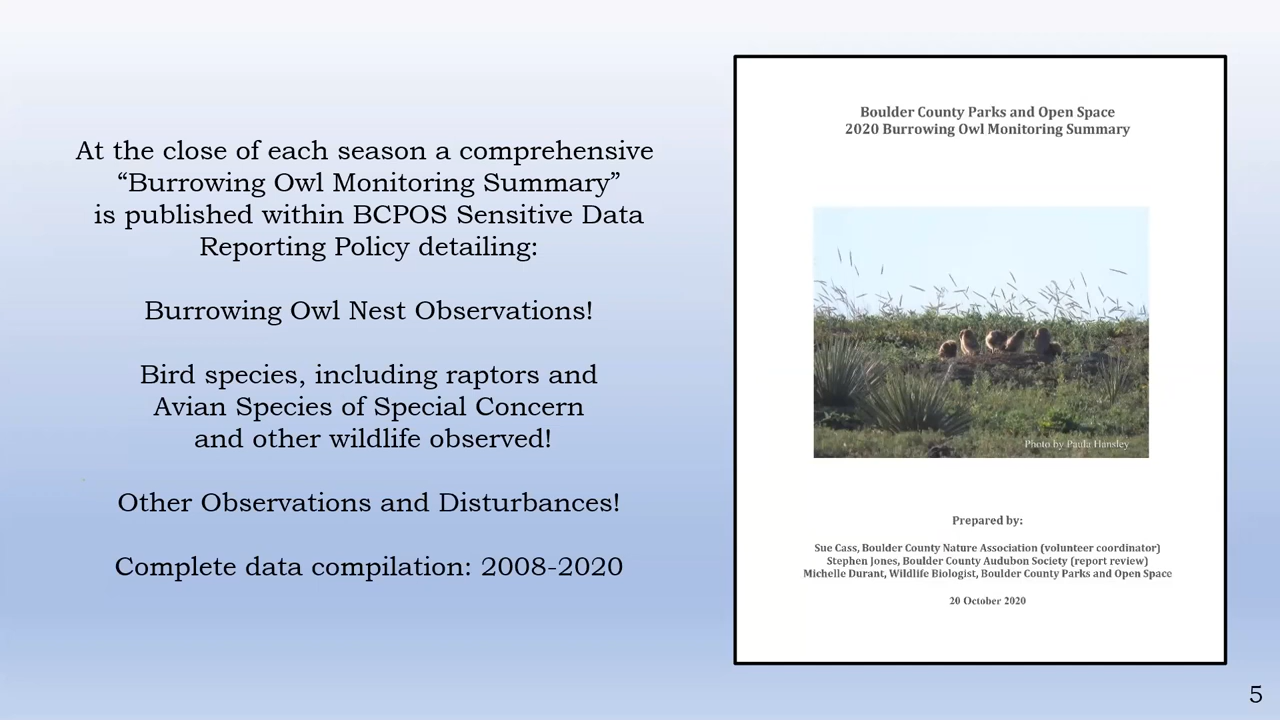 At the close of each season a comprehensive
“Burrowing Owl Monitoring Summary”
is published within BCPOS Sensitive Data
Reporting Policy detailing:
Burrowing Owl Nest Observations!
Bird species, including raptors and
Avian Species of Special Concern
and other wildlife observed!
Other Observations and Disturbances!
Complete data compilation: 2008-2020
Boulder County Parks and Open Space
2020 Burrowing Owl Monitoring Summary
Photo by Paula Hansley
Prepared by:
Sue Cass, Boulder County Nature Association (volunteer coordinator)
Stephen Jones, Boulder County Audubon Society (report review)
Michelle Durant, Wildlife Biologist, Boulder County Parks and Open Space
20 October 2020
5